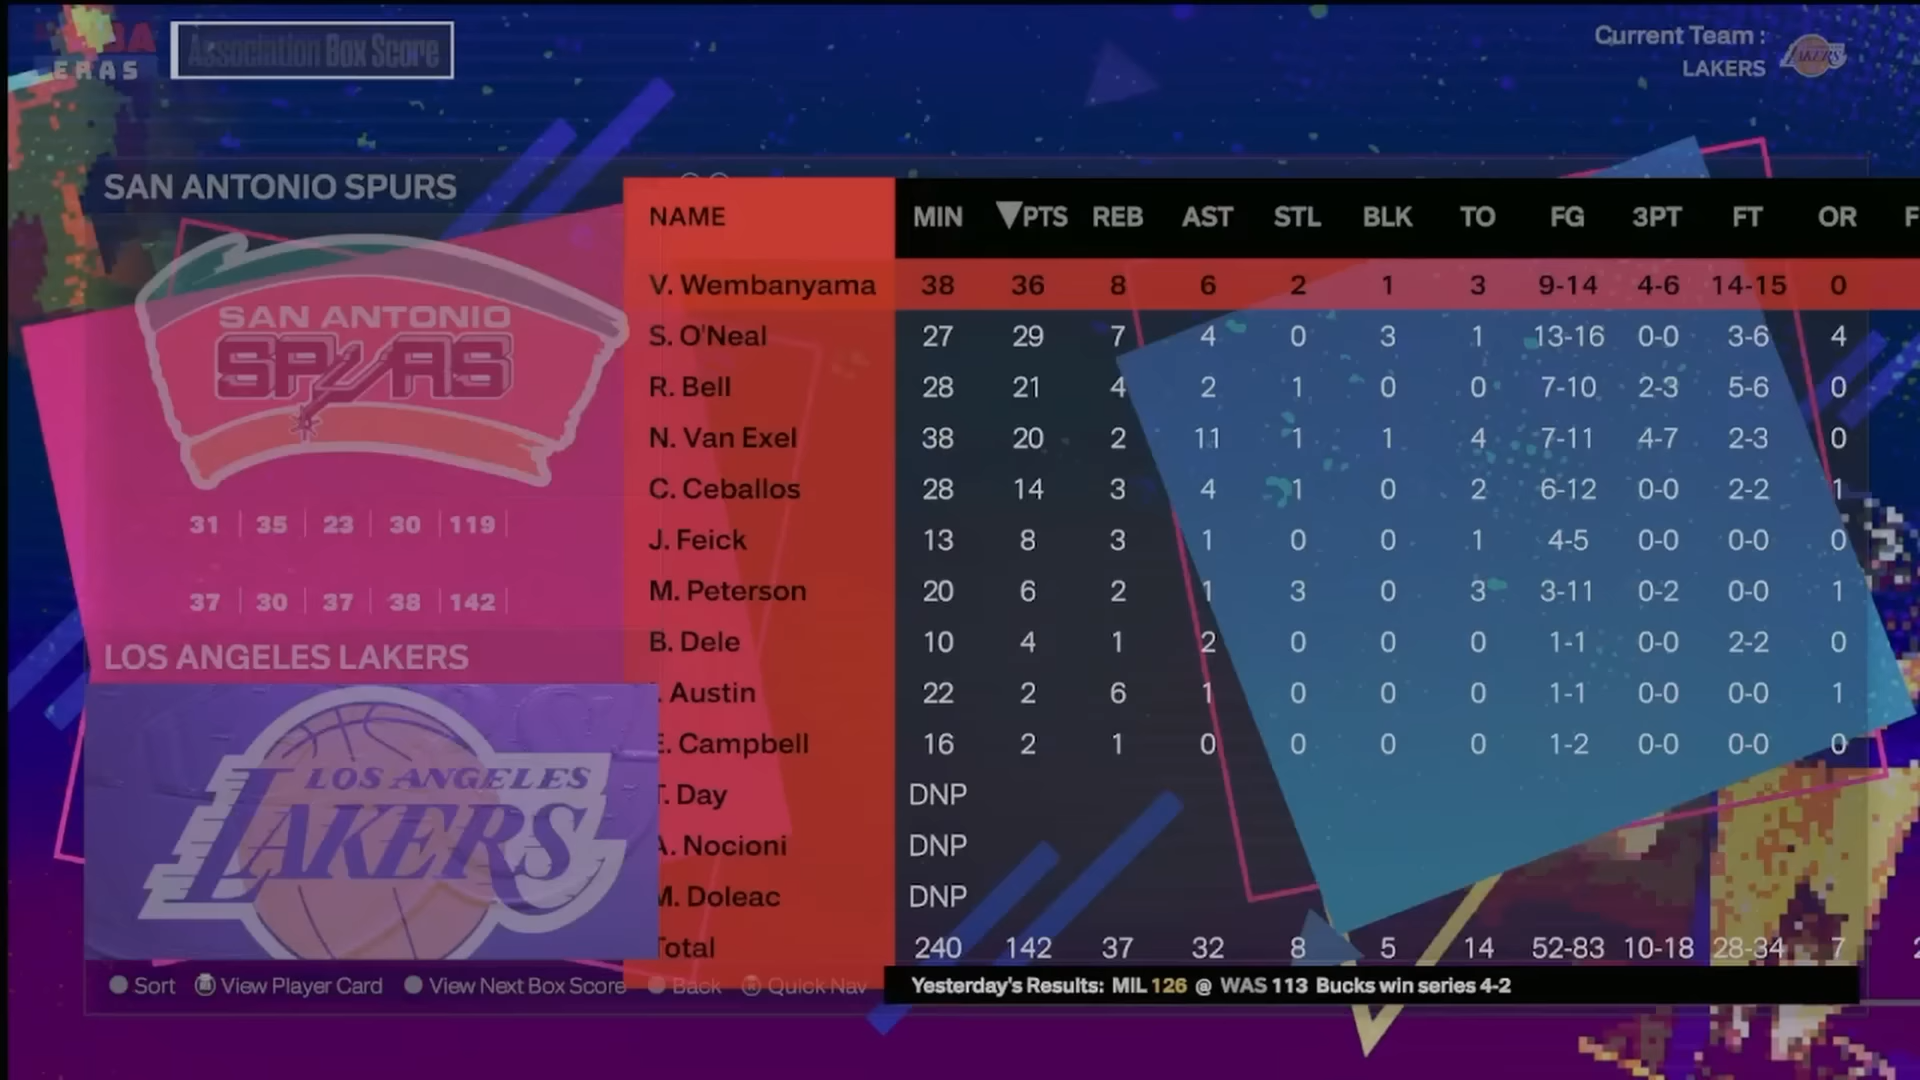 ERAS
Association Box Score
Current Team :
LAKERS
LAKERS
SAN ANTONIO SPURS
SAN ANTONIO
SPURS
31 35 23 30 119
37 30 37 38 142
LOS ANGELES LAKERS
LOS ANGELES
LAKERS
NAME MIN PTS REB AST STL BLK TO FG 3PT FT OR F
V. Wembanyama 38 36 8 6 2 1 3 9-14 4-6 14-15 0
S. O'Neal 27 29 7 4 0 3 1 13-16 0-0 3-6 4
R. Bell 28 21 4 2 1 0 0 7-10 2-3 5-6 0
N. Van Exel 38 20 2 11 1 1 4 7-11 4-7 2-3 0
C. Ceballos 28 14 3 4 1 0 2 6-12 0-0 2-2 1
J. Feick 13 8 3 1 0 0 1 4-5 0-0 0-0 0
M. Peterson 20 6 2 1 3 0 3 3-11 0-2 0-0 1
B. Dele 10 4 1 2 0 0 0 1-1 0-0 2-2 0
. Austin 22 2 6 1 0 0 0 1-1 0-0 0-0 1
E. Campbell 16 2 1 0 0 0 0 1-2 0-0 0-0 0
T. Day DNP
A. Nocioni DNP
M. Doleac DNP
Total 240 142 37 32 8 5 14 52-83 10-18 28-34 7 2
Sort View Player Card View Next Box Score Back Quick Nav
Yesterday's Results: MIL 126 @ WAS 113 Bucks win series 4-2